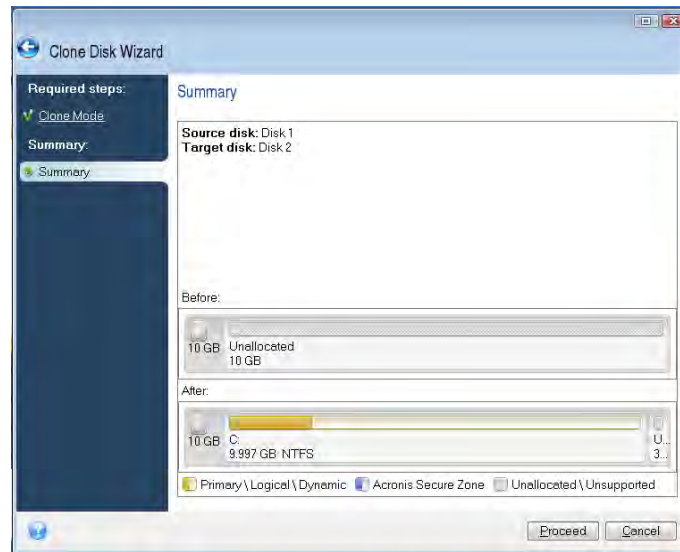 Clone Disk Wizard
Required steps:
Clone Mode
Summary:
Summary
Summary
Source disk: Disk 1
Target disk: Disk 2
Before:
10 GB Unallocated
10 GB
After:
10 GB C:
9.997 GB NTFS
U...
3...
Primary \ Logical \ Dynamic Acronis Secure Zone Unallocated \ Unsupported
Proceed Cancel